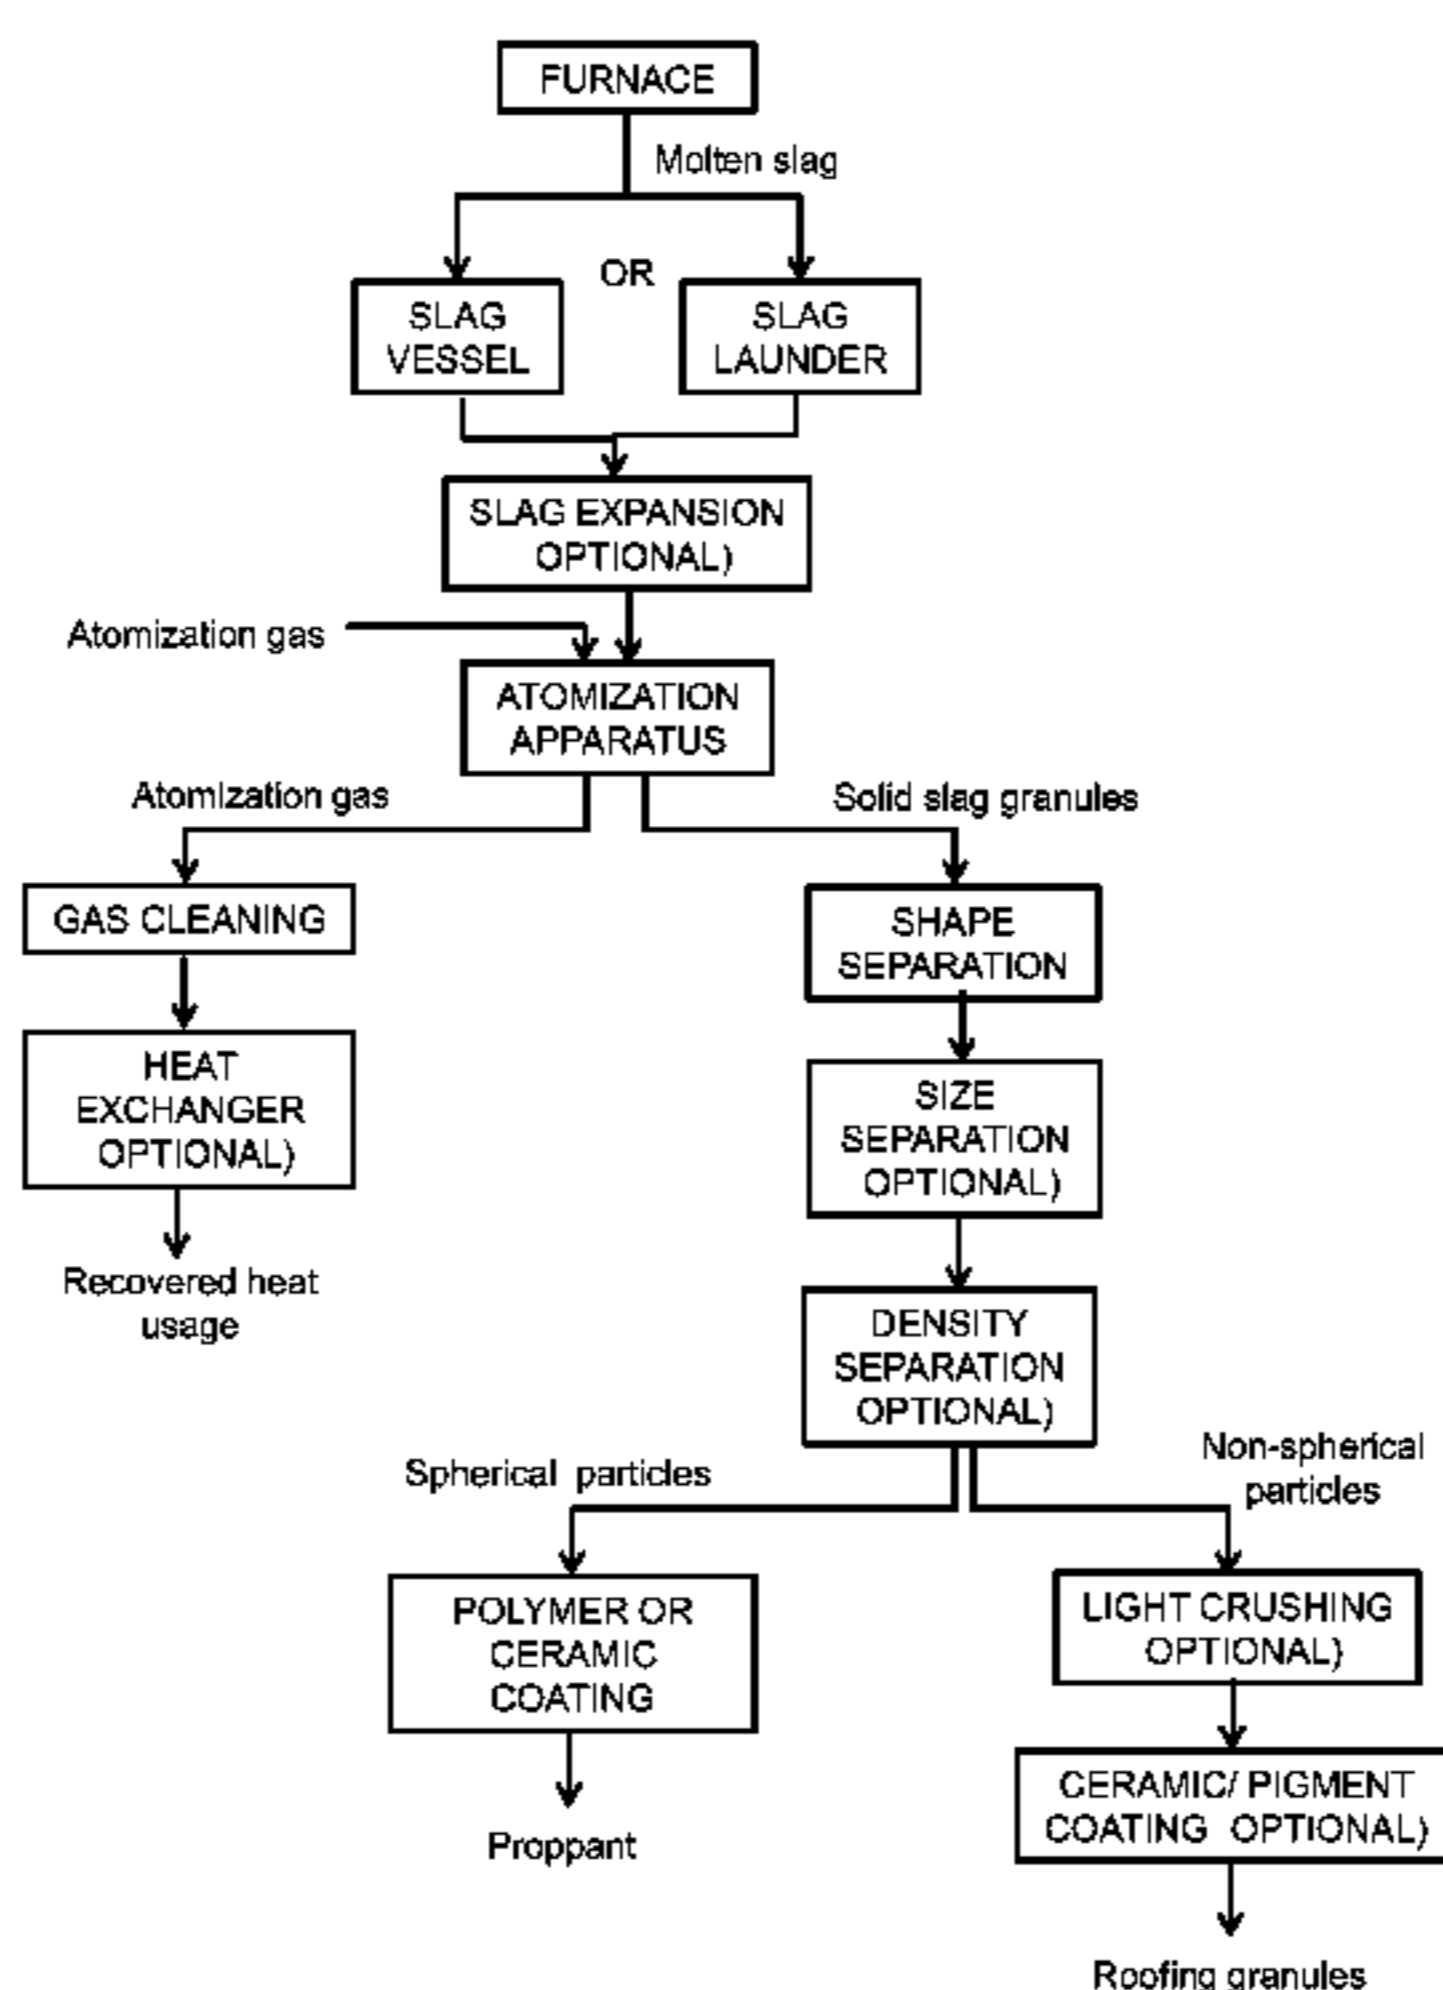 FURNACE
Molten slag
OR
SLAG
VESSEL
SLAG
LAUNDER
SLAG EXPANSION
OPTIONAL)
Atomization gas
ATOMIZATION
APPARATUS
Atomization gas
Solid slag granules
GAS CLEANING
SHAPE
SEPARATION
HEAT
EXCHANGER
OPTIONAL)
SIZE
SEPARATION
OPTIONAL)
Recovered heat
usage
DENSITY
SEPARATION
OPTIONAL)
Spherical particles
Non-spherical
particles
POLYMER OR
CERAMIC
COATING
LIGHT CRUSHING
OPTIONAL)
CERAMIC/ PIGMENT
COATING OPTIONAL)
Proppant
Roofing granules